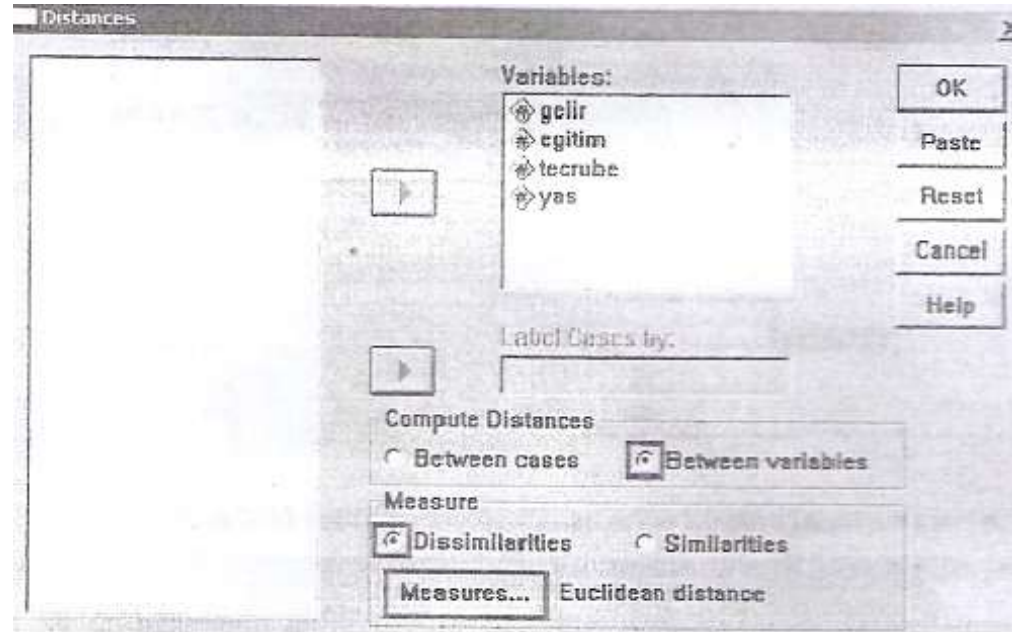 Distances
Variables:
gelir
egitim
tecrube
yas
OK
Paste
Reset
Cancel
Help
Label Cases by:
Compute Distances
Between cases
Between variables
Measure
Dissimilarities
Similarities
Measures...
Euclidean distance